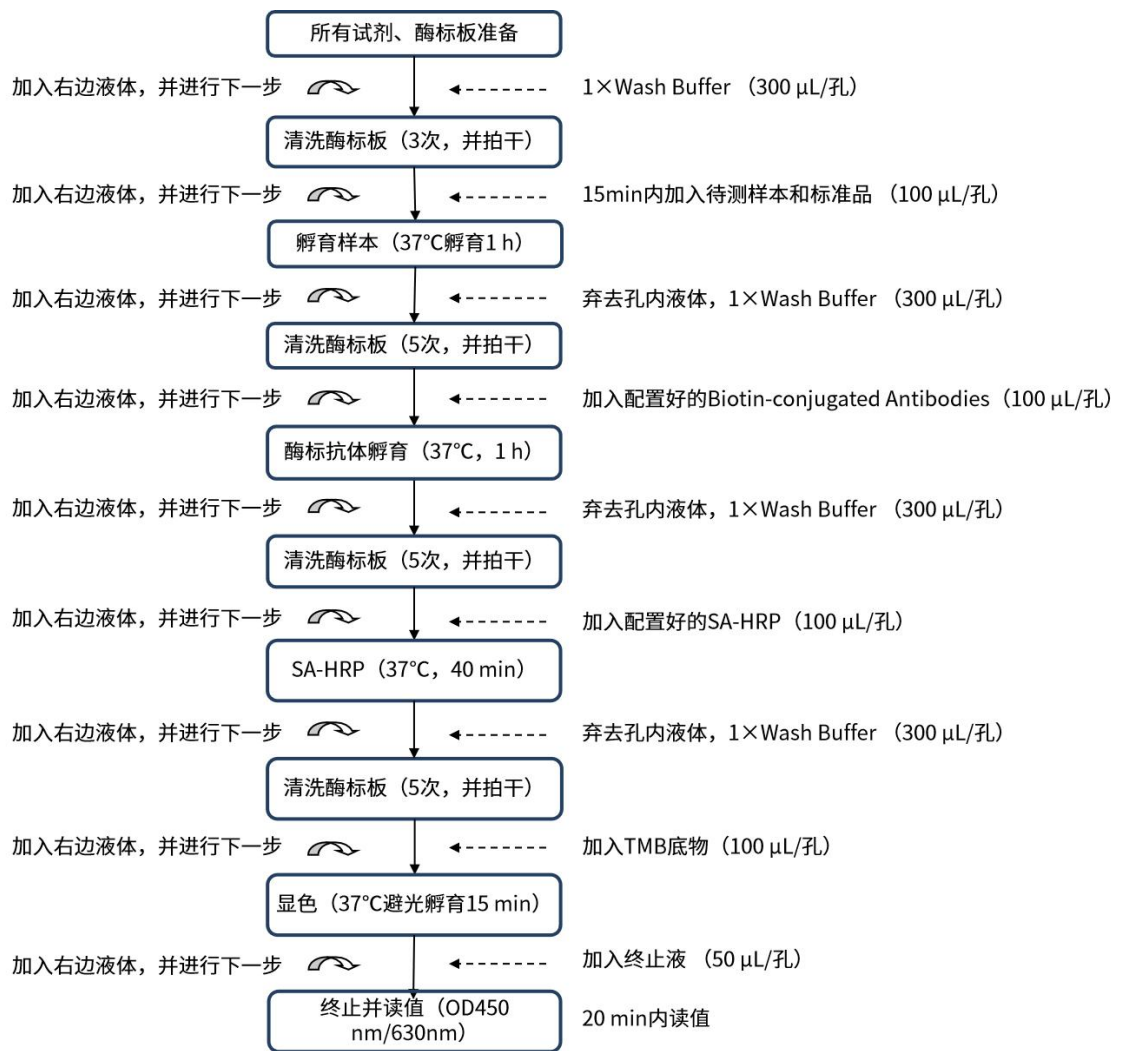 所有试剂、酶标板准备
加入右边液体，并进行下一步
1×Wash Buffer （300 μL/孔）
清洗酶标板（3次，并拍干）
加入右边液体，并进行下一步
15min内加入待测样本和标准品 （100 μL/孔）
孵育样本（37℃孵育1 h）
加入右边液体，并进行下一步
弃去孔内液体，1×Wash Buffer （300 μL/孔）
清洗酶标板（5次，并拍干）
加入右边液体，并进行下一步
加入配置好的Biotin-conjugated Antibodies（100 μL/孔）
酶标抗体孵育（37℃，1 h）
加入右边液体，并进行下一步
弃去孔内液体，1×Wash Buffer （300 μL/孔）
清洗酶标板（5次，并拍干）
加入右边液体，并进行下一步
加入配置好的SA-HRP（100 μL/孔）
SA-HRP（37℃，40 min）
加入右边液体，并进行下一步
弃去孔内液体，1×Wash Buffer （300 μL/孔）
清洗酶标板（5次，并拍干）
加入右边液体，并进行下一步
加入TMB底物（100 μL/孔）
显色（37℃避光孵育15 min）
加入右边液体，并进行下一步
加入终止液 （50 μL/孔）
终止并读值（OD450
nm/630nm）
20 min内读值